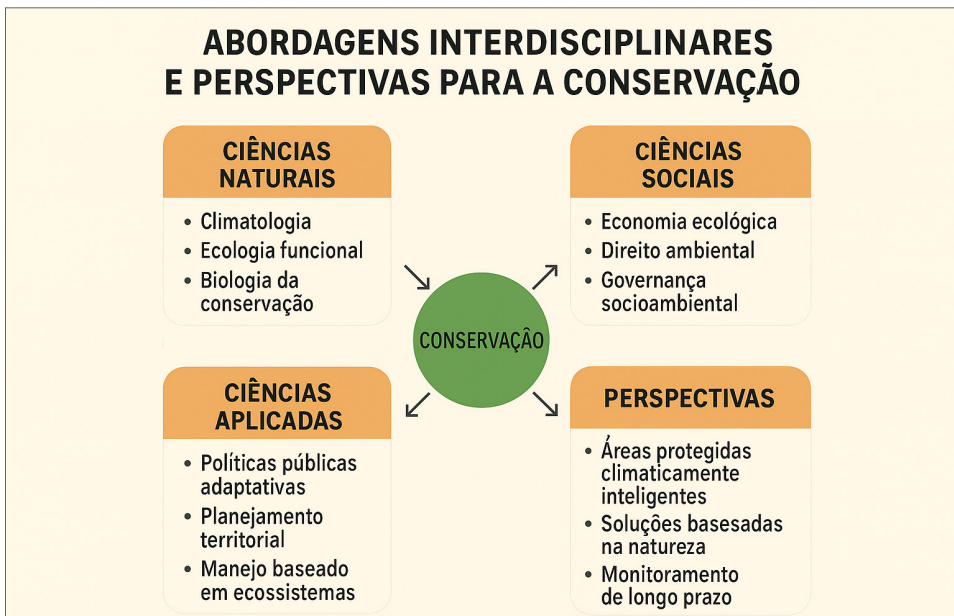 ABORDAGENS INTERDISCIPLINARES
E PERSPECTIVAS PARA A CONSERVAÇÃO
CIÊNCIAS
NATURAIS
• Climatologia
• Ecologia funcional
• Biologia da
conservação
CIÊNCIAS
SOCIAIS
• Economia ecológica
• Direito ambiental
• Governança
socioambiental
CONSERVAÇÃO
CIÊNCIAS
APLICADAS
• Políticas públicas
adaptativas
• Planejamento
territorial
• Manejo baseado
em ecossistemas
PERSPECTIVAS
• Áreas protegidas
climaticamente
inteligentes
• Soluções basesadas
na natureza
• Monitoramento
de longo prazo